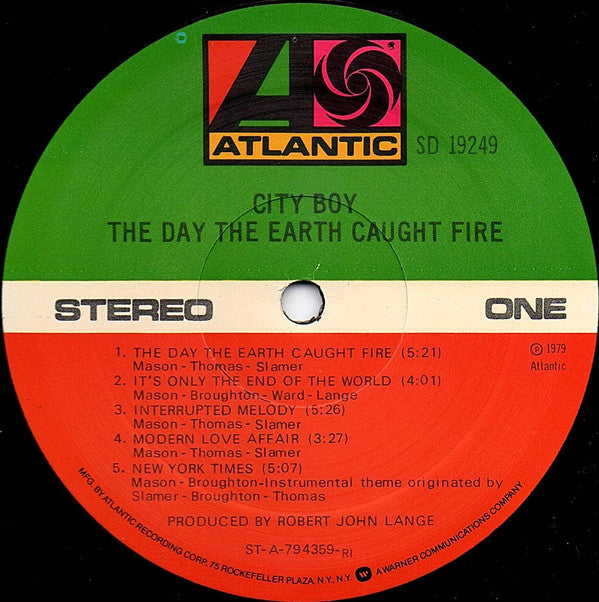 ATLANTIC
SD 19249
CITY BOY
THE DAY THE EARTH CAUGHT FIRE
STEREO
ONE
℗ 1979
Atlantic
1. THE DAY THE EARTH CAUGHT FIRE (5:21)
Mason-Thomas-Slamer
2. IT'S ONLY THE END OF THE WORLD (4:01)
Mason-Broughton-Ward-Lange
3. INTERRUPTED MELODY (5:26)
Mason-Thomas-Slamer
4. MODERN LOVE AFFAIR (3:27)
Mason-Thomas-Slamer
5. NEW YORK TIMES (5:07)
Mason-Broughton-Instrumental theme originated by
Slamer-Broughton-Thomas
PRODUCED BY ROBERT JOHN LANGE
ST-A-794359-RI
MFG. BY ATLANTIC RECORDING CORP. 75 ROCKEFELLER PLAZA, N.Y. N.Y. A WARNER COMMUNICATIONS COMPANY